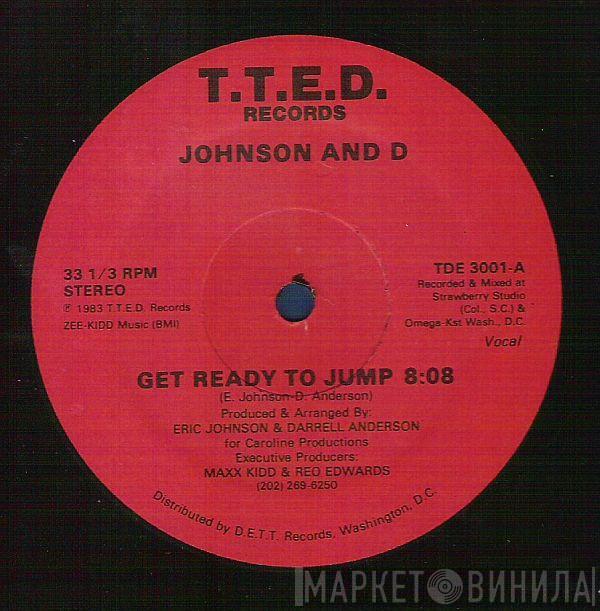 T.T.E.D.
RECORDS
JOHNSON AND D
33 1/3 RPM
STEREO
℗ 1983 T.T.E.D. Records
ZEE-KIDD Music (BMI)
TDE 3001-A
Recorded & Mixed at
Strawberry Studio
(Col., S.C.) &
Omega-Kst Wash., D.C.
Vocal
GET READY TO JUMP 8:08
(E. Johnson-D. Anderson)
Produced & Arranged By:
ERIC JOHNSON & DARRELL ANDERSON
for Caroline Productions
Executive Producers:
MAXX KIDD & REO EDWARDS
(202) 269-6250
Distributed by D.E.T.T. Records, Washington, D.C.
МАРКЕТ ВИНИЛА